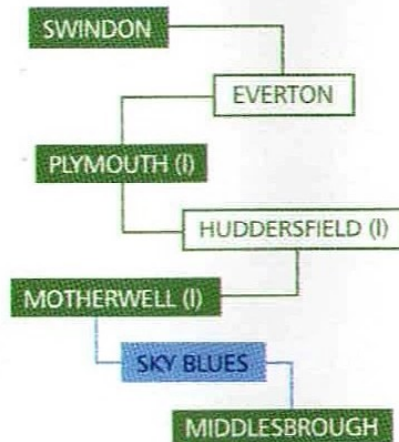 SWINDON
EVERTON
PLYMOUTH (l)
HUDDERSFIELD (l)
MOTHERWELL (l)
SKY BLUES
MIDDLESBROUGH